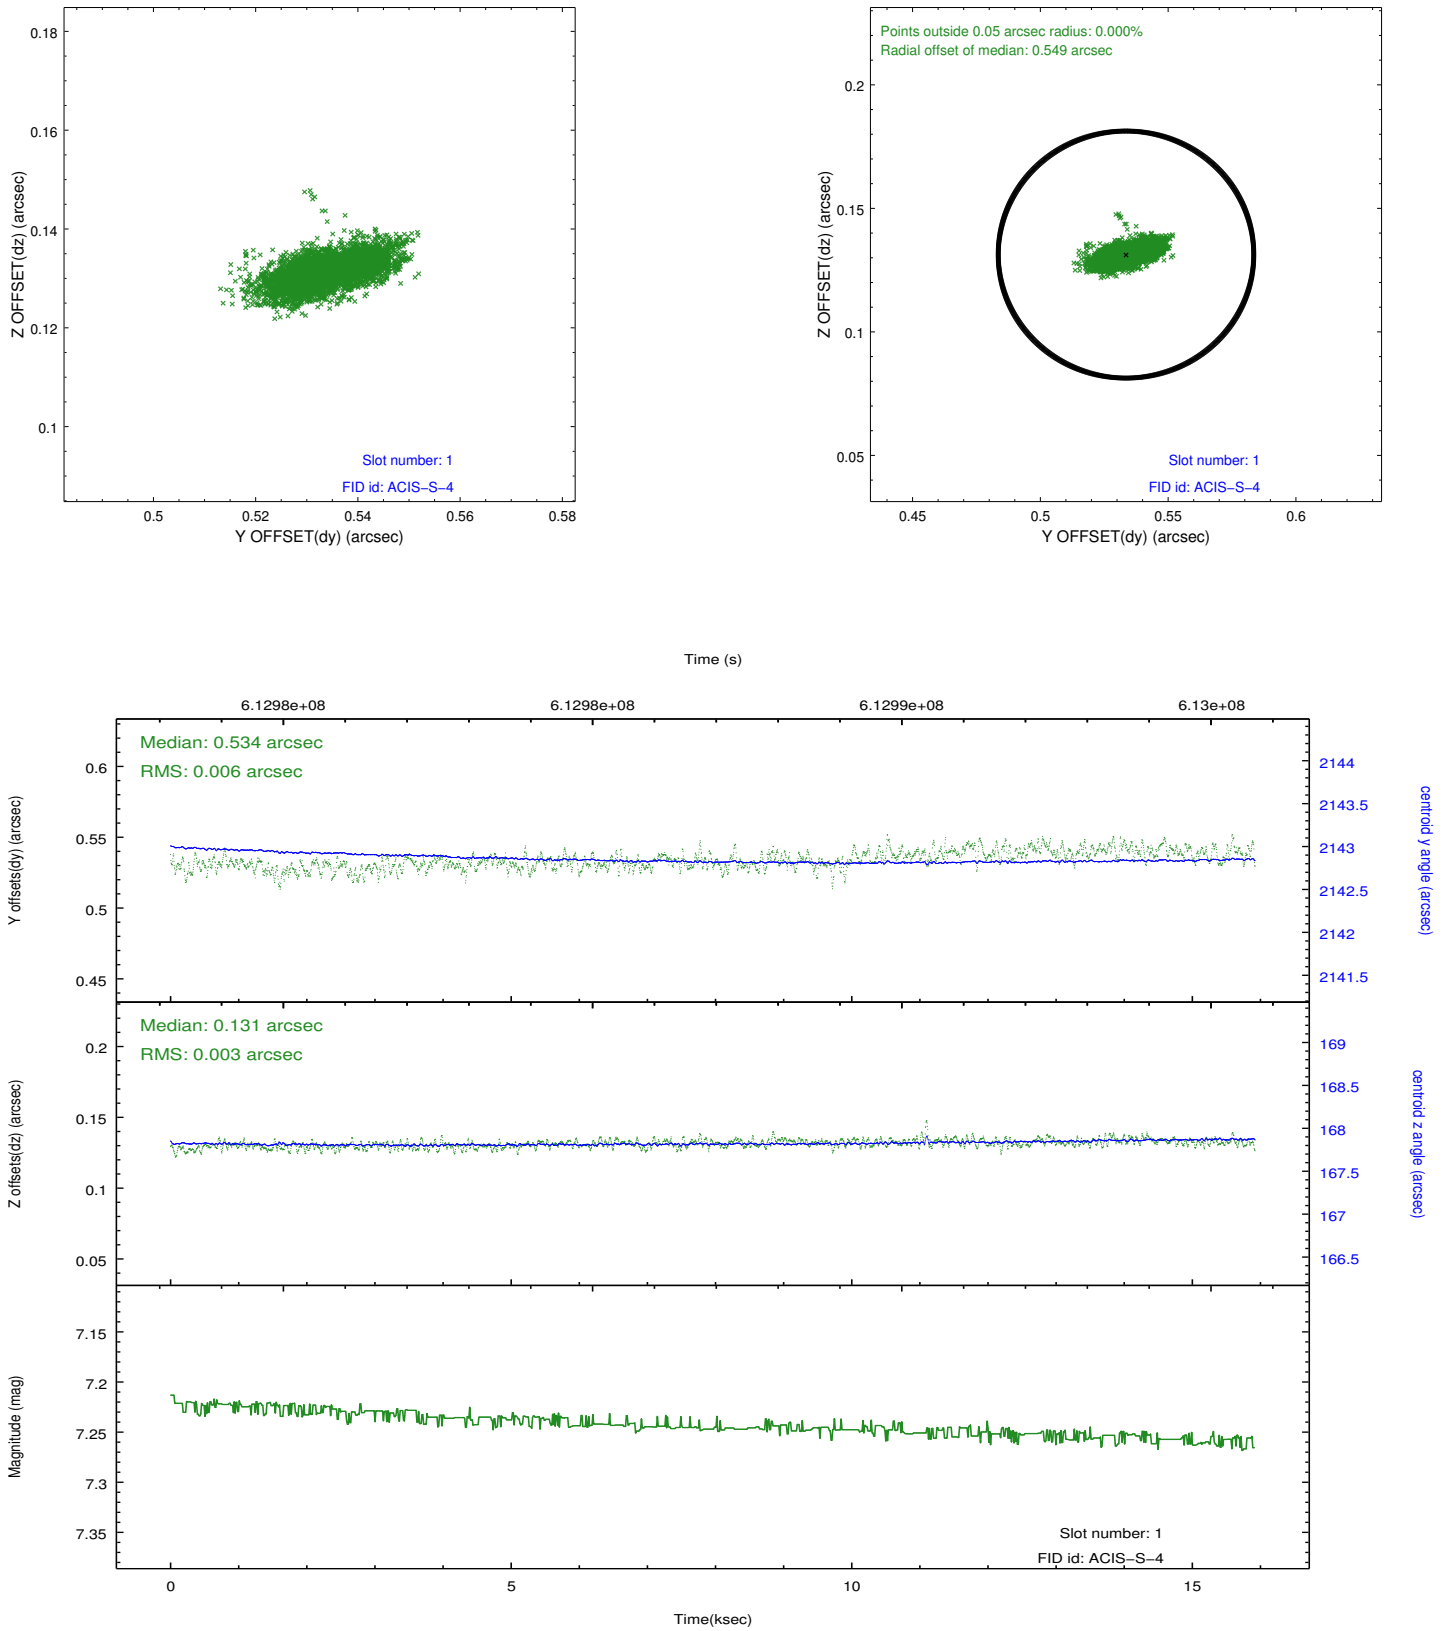 0.18
0.16
0.14
0.12
0.1
Z OFFSET(dz) (arcsec)
Slot number: 1
FID id: ACIS−S−4
0.5 0.52 0.54 0.56 0.58
Y OFFSET(dy) (arcsec)
Points outside 0.05 arcsec radius: 0.000%
Radial offset of median: 0.549 arcsec
0.2
0.15
0.1
0.05
Z OFFSET(dz) (arcsec)
Slot number: 1
FID id: ACIS−S−4
0.45 0.5 0.55 0.6
Y OFFSET(dy) (arcsec)
Time (s)
6.1298e+08 6.1298e+08 6.1299e+08 6.13e+08
Median: 0.534 arcsec
RMS: 0.006 arcsec
0.6
0.55
0.5
0.45
Y offsets(dy) (arcsec)
2144
2143.5
2143
2142.5
2142
2141.5
centroid y angle (arcsec)
Median: 0.131 arcsec
RMS: 0.003 arcsec
0.2
0.15
0.1
0.05
Z offsets(dz) (arcsec)
169
168.5
168
167.5
167
166.5
centroid z angle (arcsec)
7.15
7.2
7.25
7.3
7.35
Magnitude (mag)
Slot number: 1
FID id: ACIS−S−4
0 5 10 15
Time(ksec)